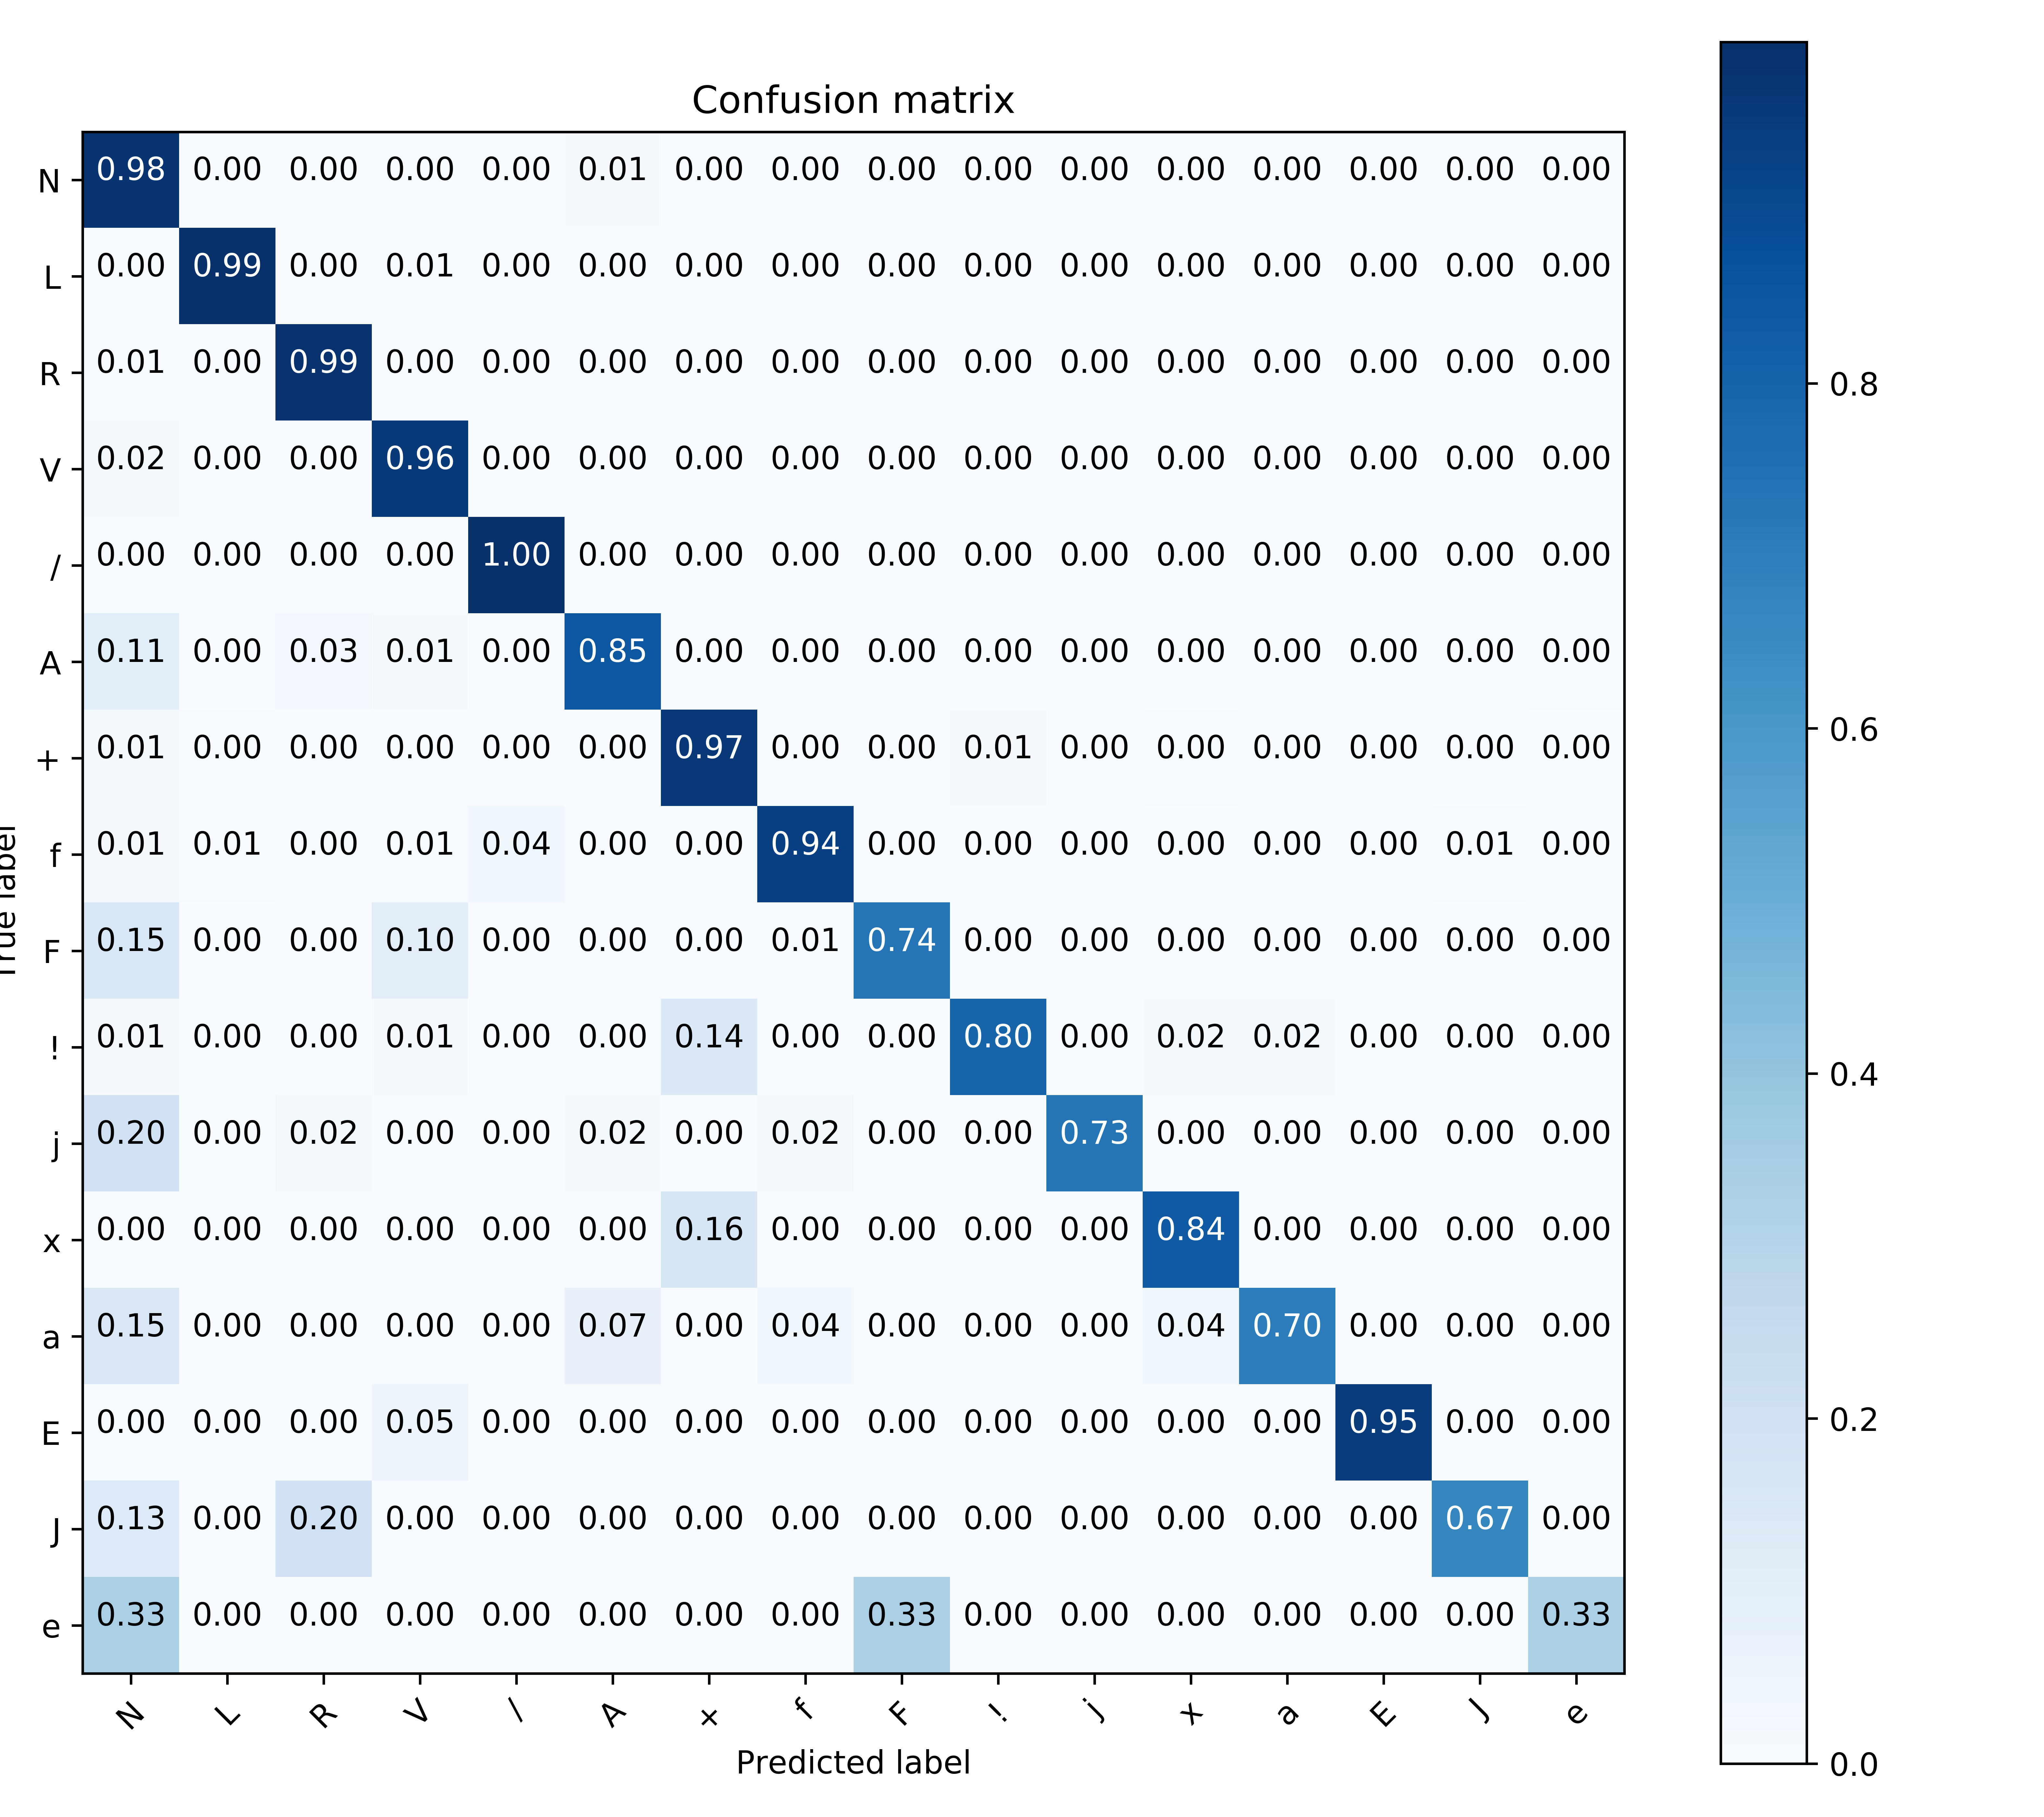 Confusion matrix
N 0.98 0.00 0.00 0.00 0.00 0.01 0.00 0.00 0.00 0.00 0.00 0.00 0.00 0.00 0.00 0.00
L 0.00 0.99 0.00 0.01 0.00 0.00 0.00 0.00 0.00 0.00 0.00 0.00 0.00 0.00 0.00 0.00
R 0.01 0.00 0.99 0.00 0.00 0.00 0.00 0.00 0.00 0.00 0.00 0.00 0.00 0.00 0.00 0.00
V 0.02 0.00 0.00 0.96 0.00 0.00 0.00 0.00 0.00 0.00 0.00 0.00 0.00 0.00 0.00 0.00
/ 0.00 0.00 0.00 0.00 1.00 0.00 0.00 0.00 0.00 0.00 0.00 0.00 0.00 0.00 0.00 0.00
A 0.11 0.00 0.03 0.01 0.00 0.85 0.00 0.00 0.00 0.00 0.00 0.00 0.00 0.00 0.00 0.00
+ 0.01 0.00 0.00 0.00 0.00 0.00 0.97 0.00 0.00 0.01 0.00 0.00 0.00 0.00 0.00 0.00
f 0.01 0.01 0.00 0.01 0.04 0.00 0.00 0.94 0.00 0.00 0.00 0.00 0.00 0.00 0.01 0.00
F 0.15 0.00 0.00 0.10 0.00 0.00 0.00 0.01 0.74 0.00 0.00 0.00 0.00 0.00 0.00 0.00
! 0.01 0.00 0.00 0.01 0.00 0.00 0.14 0.00 0.00 0.80 0.00 0.02 0.02 0.00 0.00 0.00
j 0.20 0.00 0.02 0.00 0.00 0.02 0.00 0.02 0.00 0.00 0.73 0.00 0.00 0.00 0.00 0.00
x 0.00 0.00 0.00 0.00 0.00 0.00 0.16 0.00 0.00 0.00 0.00 0.84 0.00 0.00 0.00 0.00
a 0.15 0.00 0.00 0.00 0.00 0.07 0.00 0.04 0.00 0.00 0.00 0.04 0.70 0.00 0.00 0.00
E 0.00 0.00 0.00 0.05 0.00 0.00 0.00 0.00 0.00 0.00 0.00 0.00 0.00 0.95 0.00 0.00
J 0.13 0.00 0.20 0.00 0.00 0.00 0.00 0.00 0.00 0.00 0.00 0.00 0.00 0.00 0.67 0.00
e 0.33 0.00 0.00 0.00 0.00 0.00 0.00 0.00 0.33 0.00 0.00 0.00 0.00 0.00 0.00 0.33
N L R V / A + f F ! j x a E J e
Predicted label
True label
0.8
0.6
0.4
0.2
0.0